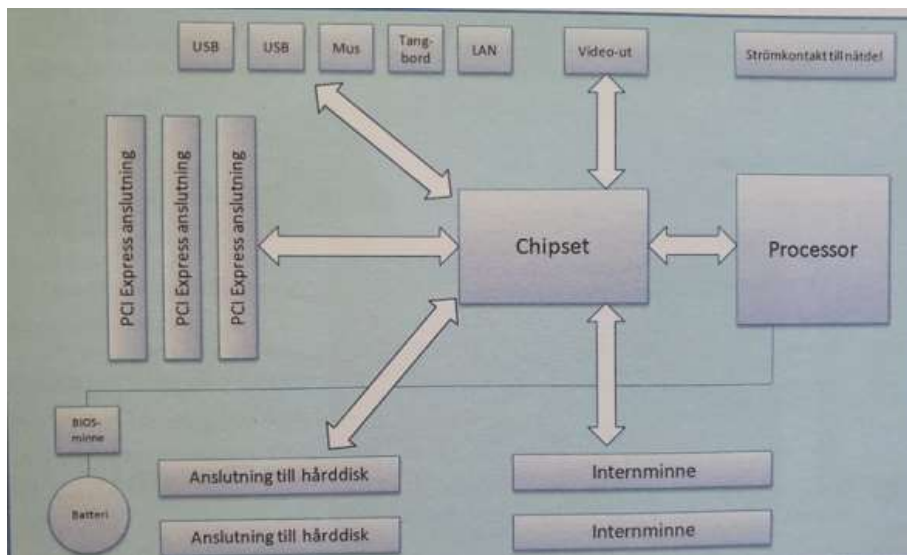 USB
USB
Mus
Tang-
bord
LAN
Video-ut
Strömkontakt till nätdel
PCI Express anslutning
PCI Express anslutning
PCI Express anslutning
Chipset
Processor
BIOS-
minne
Batteri
Anslutning till hårddisk
Internminne
Anslutning till hårddisk
Internminne